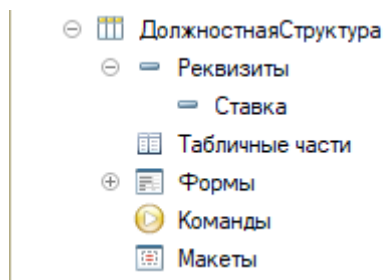 ДолжностнаяСтруктура
Реквизиты
Ставка
Табличные части
Формы
Команды
Макеты